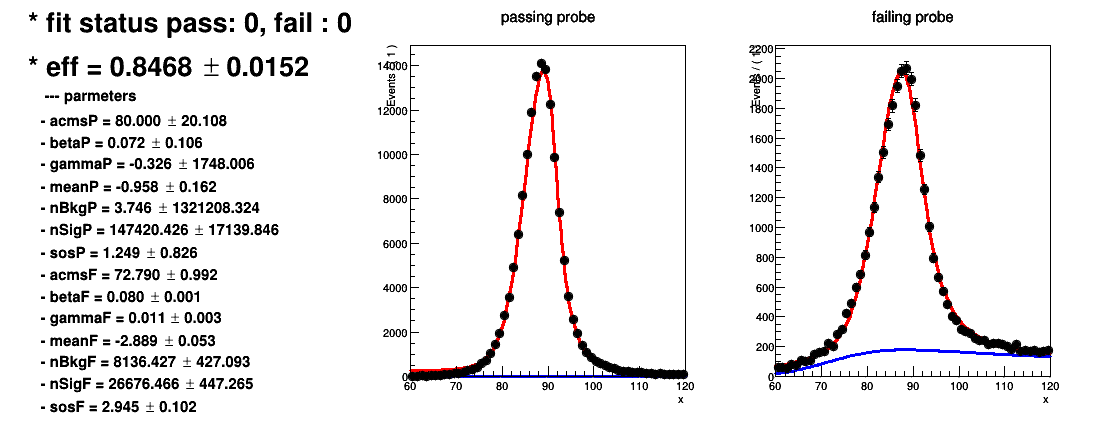 * fit status pass: 0, fail : 0
* eff = 0.8468 ± 0.0152
--- parmeters
- acmsP = 80.000 ± 20.108
- betaP = 0.072 ± 0.106
- gammaP = -0.326 ± 1748.006
- meanP = -0.958 ± 0.162
- nBkgP = 3.746 ± 1321208.324
- nSigP = 147420.426 ± 17139.846
- sosP = 1.249 ± 0.826
- acmsF = 72.790 ± 0.992
- betaF = 0.080 ± 0.001
- gammaF = 0.011 ± 0.003
- meanF = -2.889 ± 0.053
- nBkgF = 8136.427 ± 427.093
- nSigF = 26676.466 ± 447.265
- sosF = 2.945 ± 0.102
passing probe
Events / ( 1 )
14000
12000
10000
8000
6000
4000
2000
0
60 70 80 90 100 110 120
x
failing probe
Events / ( 1 )
2200
2000
1800
1600
1400
1200
1000
800
600
400
200
0
60 70 80 90 100 110 120
x